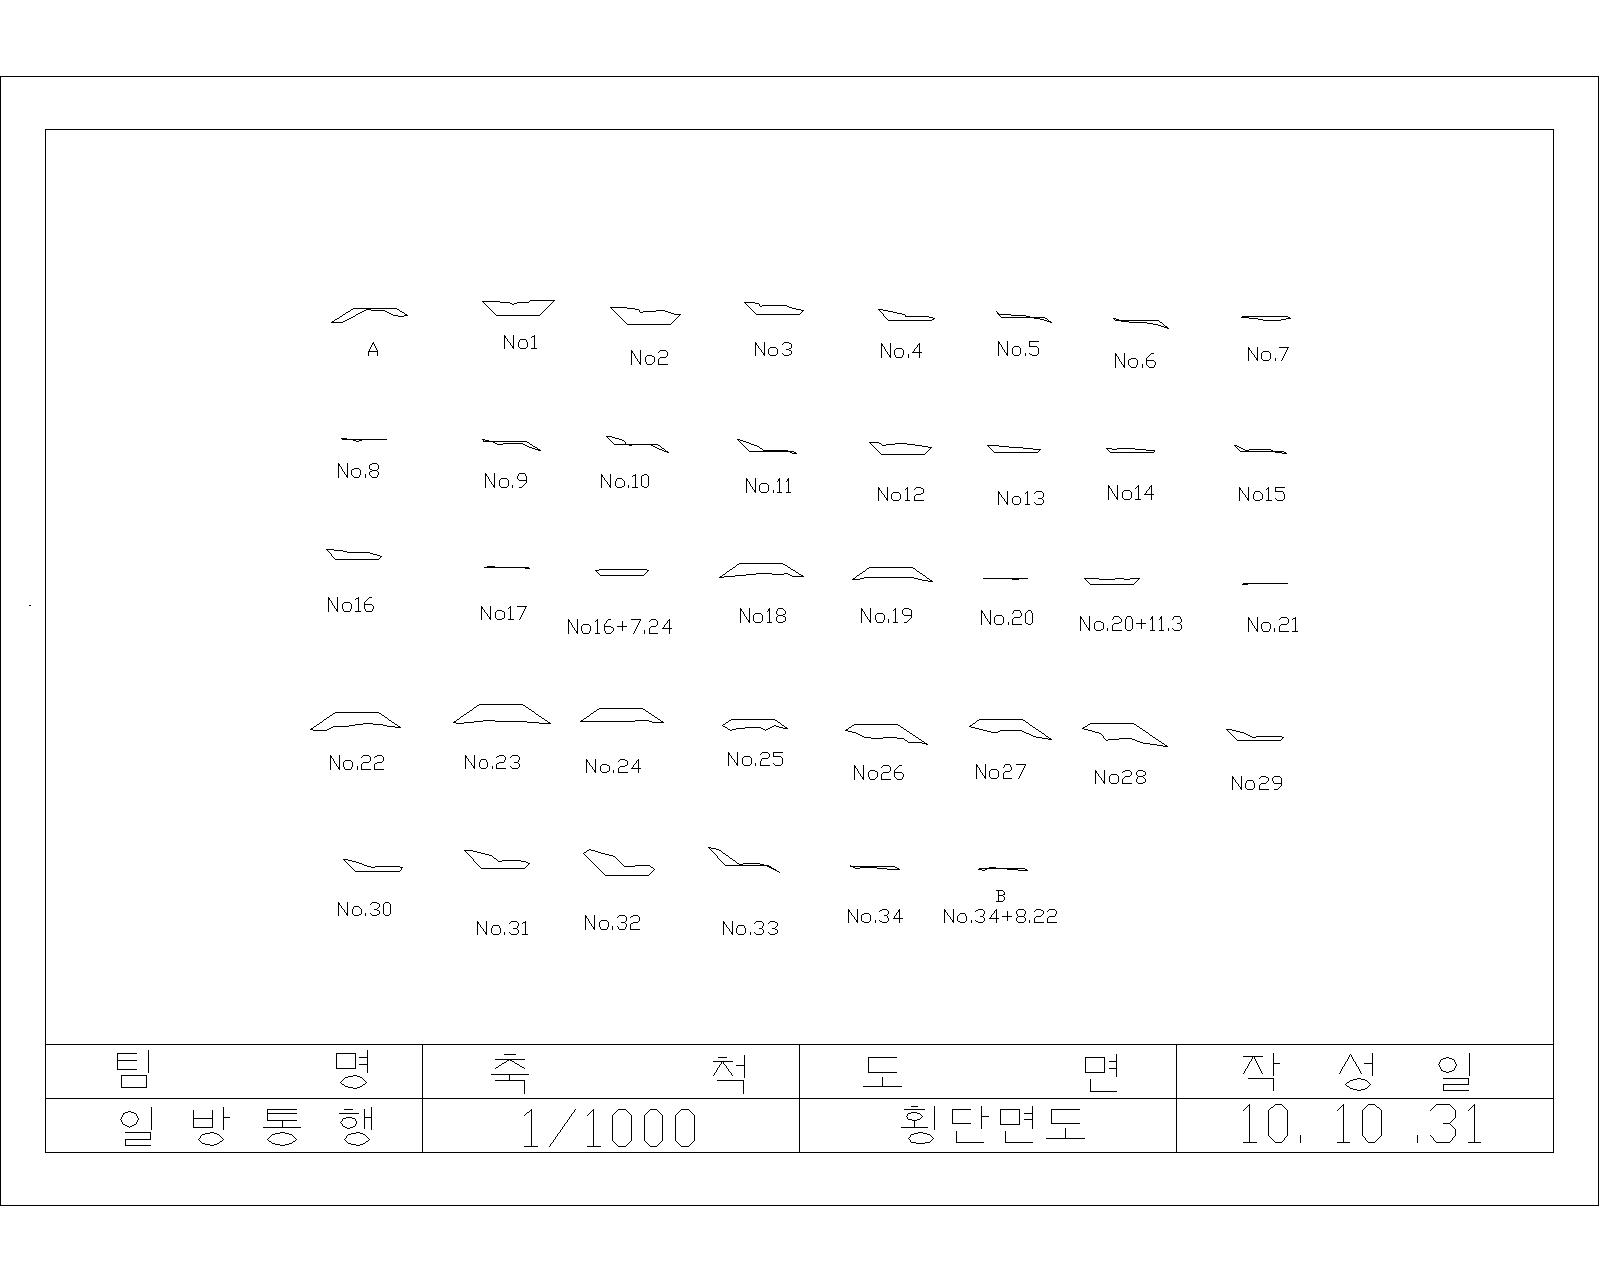 A No1 No2 No3 No.4 No.5 No.6 No.7
No.8 No.9 No.10 No.11 No12 No13 No14 No15
No16 No17 No16+7.24 No18 No.19 No.20 No.20+11.3 No.21
No.22 No.23 No.24 No.25 No26 No27 No28 No29
No.30 No.31 No.32 No.33 No.34 B
No.34+8.22
팀 명 축 척 도 면 작 성 일
일 방 통 행 1/1000 횡단면도 10. 10 .31